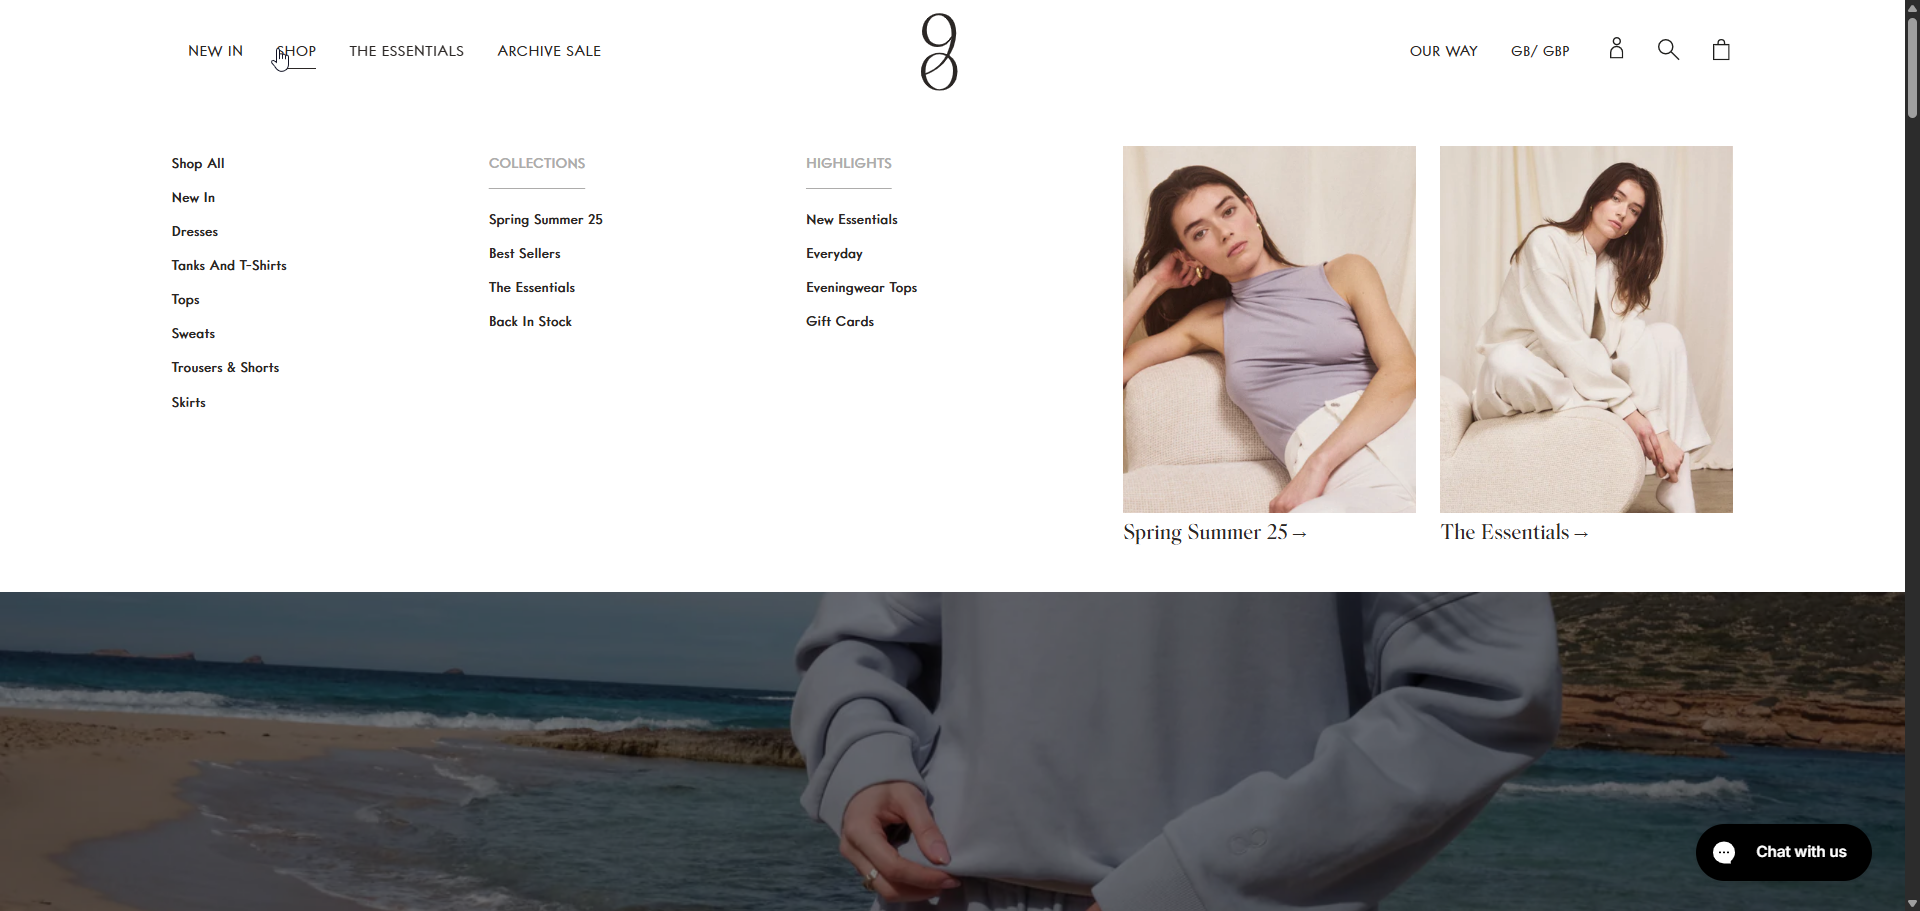 NEW IN
SHOP
THE ESSENTIALS
ARCHIVE SALE
OUR WAY
GB/ GBP
Shop All
New In
Dresses
Tanks And T-Shirts
Tops
Sweats
Trousers & Shorts
Skirts
COLLECTIONS
Spring Summer 25
Best Sellers
The Essentials
Back In Stock
HIGHLIGHTS
New Essentials
Everyday
Eveningwear Tops
Gift Cards
Spring Summer 25→
The Essentials→
Chat with us